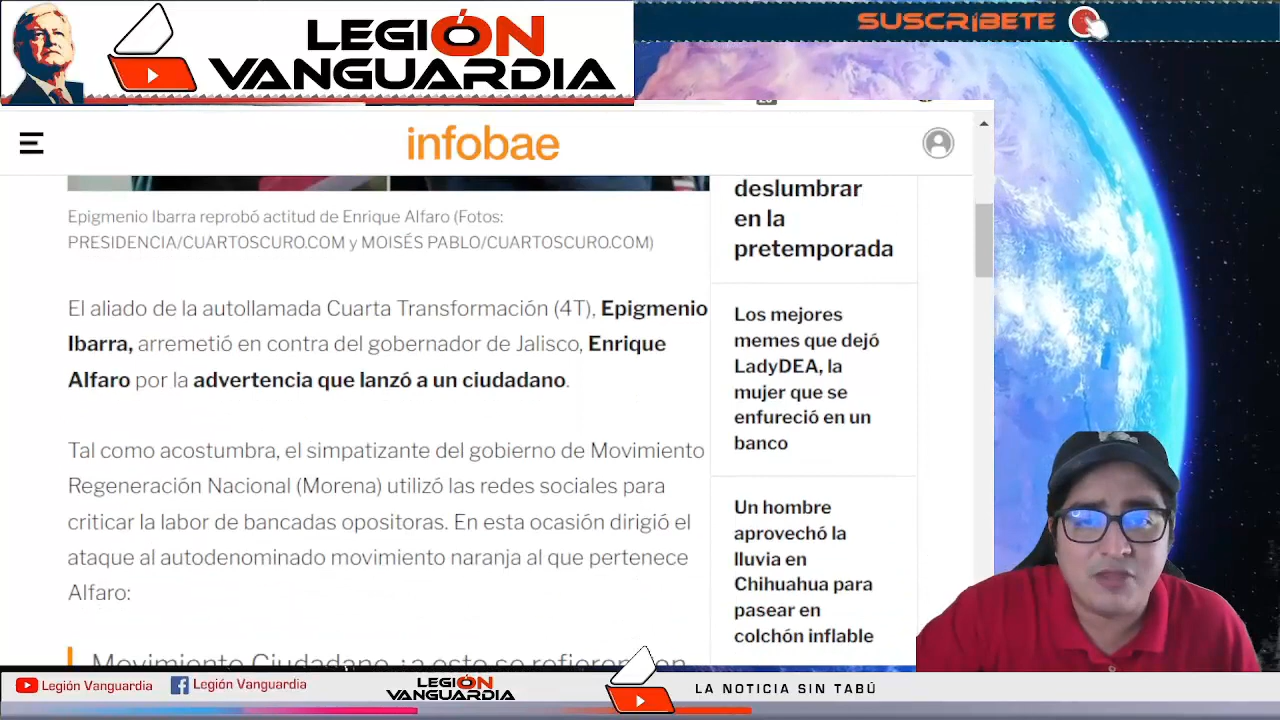 LEGIÓN
VANGUARDIA
SUSCRÍBETE
infobae
Epigmenio Ibarra reprobó actitud de Enrique Alfaro (Fotos:
PRESIDENCIA/CUARTOSCURO.COM y MOISÉS PABLO/CUARTOSCURO.COM)
El aliado de la autollamada Cuarta Transformación (4T), Epigmenio
Ibarra, arremetió en contra del gobernador de Jalisco, Enrique
Alfaro por la advertencia que lanzó a un ciudadano.
Tal como acostumbra, el simpatizante del gobierno de Movimiento
Regeneración Nacional (Morena) utilizó las redes sociales para
criticar la labor de bancadas opositoras. En esta ocasión dirigió el
ataque al autodenominado movimiento naranja al que pertenece
Alfaro:
Movimiento Ciudadano ¿a esto se refieren en
deslumbrar
en la
pretemporada
Los mejores
memes que dejó
LadyDEA, la
mujer que se
enfureció en un
banco
Un hombre
aprovechó la
lluvia en
Chihuahua para
pasear en
colchón inflable
Legión Vanguardia
Legión Vanguardia
LEGIÓN
VANGUARDIA
LA NOTICIA SIN TABÚ